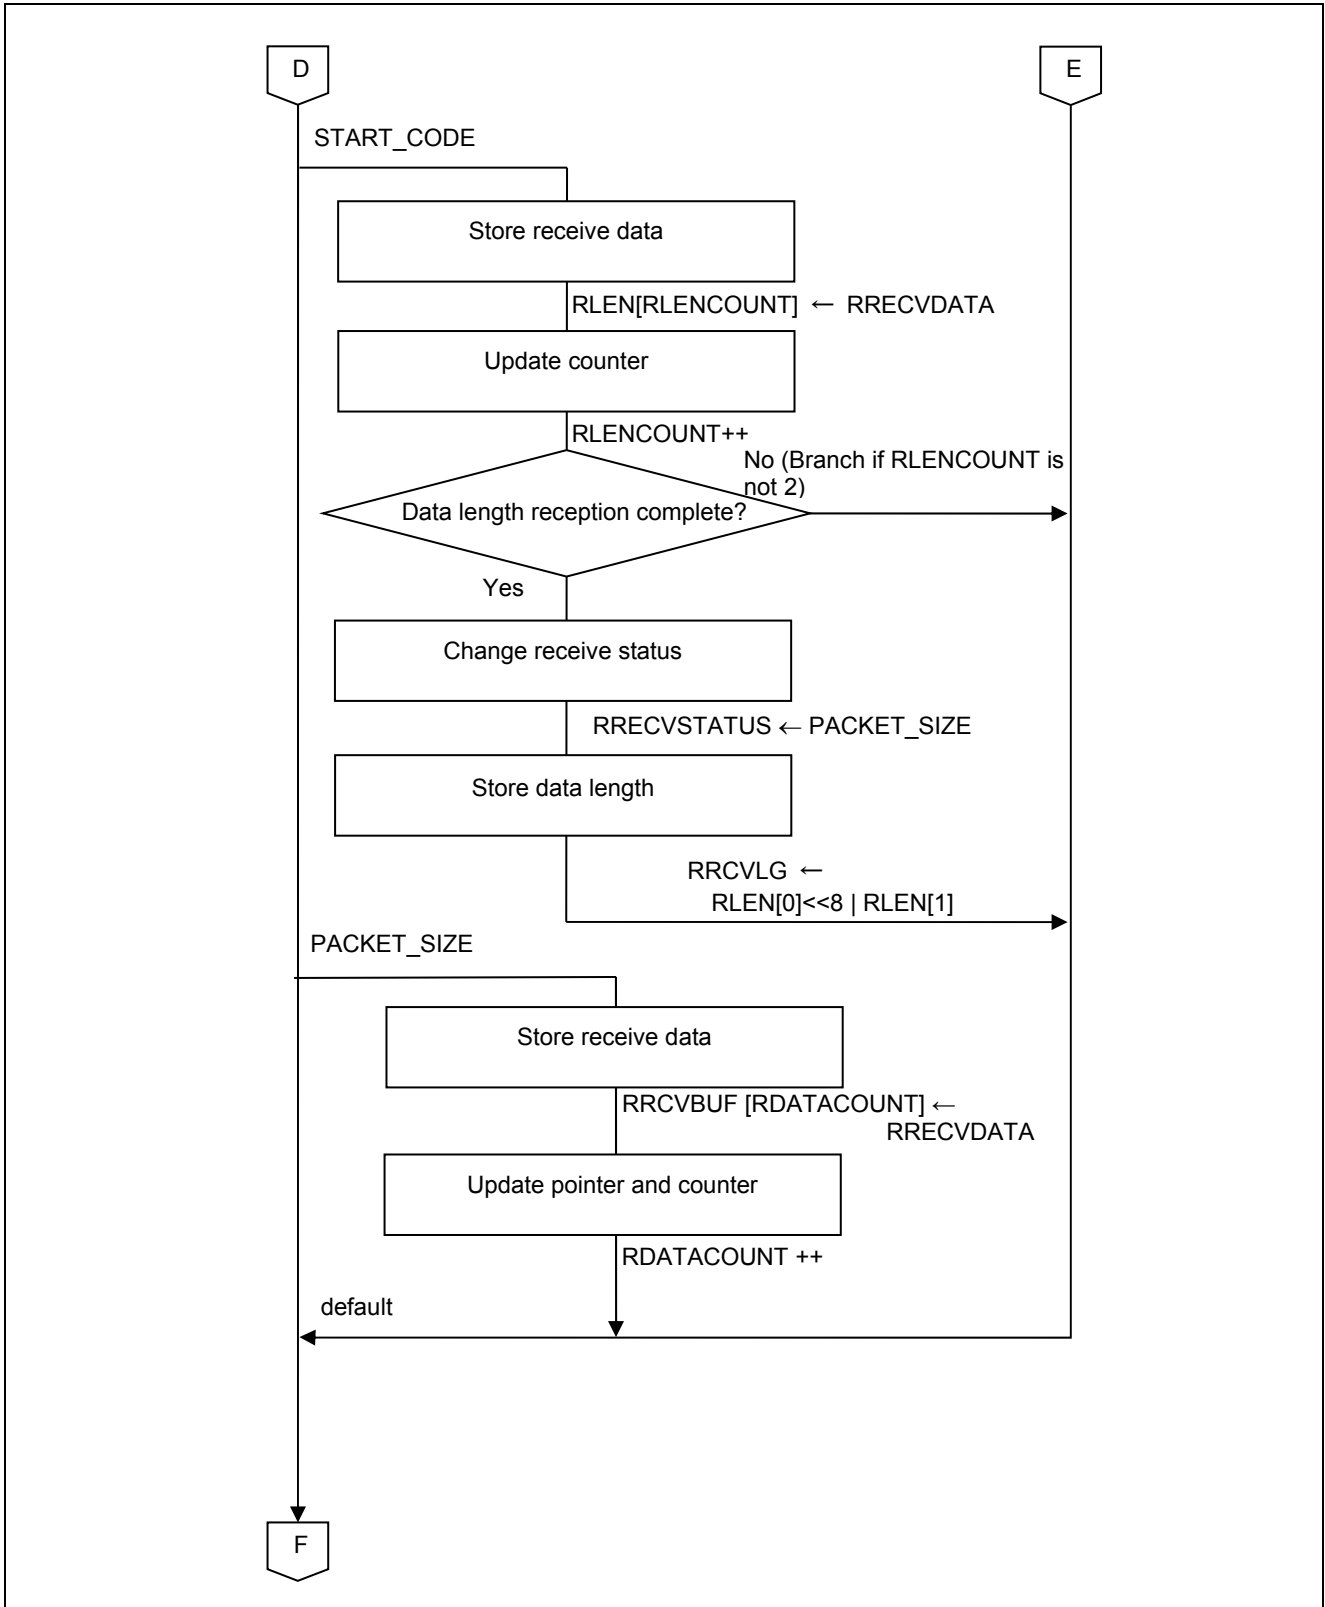 D
E
START_CODE
Store receive data
RLEN[RLENCOUNT] ← RRECVDATA
Update counter
RLENCOUNT++
No (Branch if RLENCOUNT is
not 2)
Data length reception complete?
Yes
Change receive status
RRECVSTATUS ← PACKET_SIZE
Store data length
RRCVLG ←
RLEN[0]<<8 | RLEN[1]
PACKET_SIZE
Store receive data
RRCVBUF [RDATACOUNT] ←
RRECVDATA
Update pointer and counter
RDATACOUNT ++
default
F